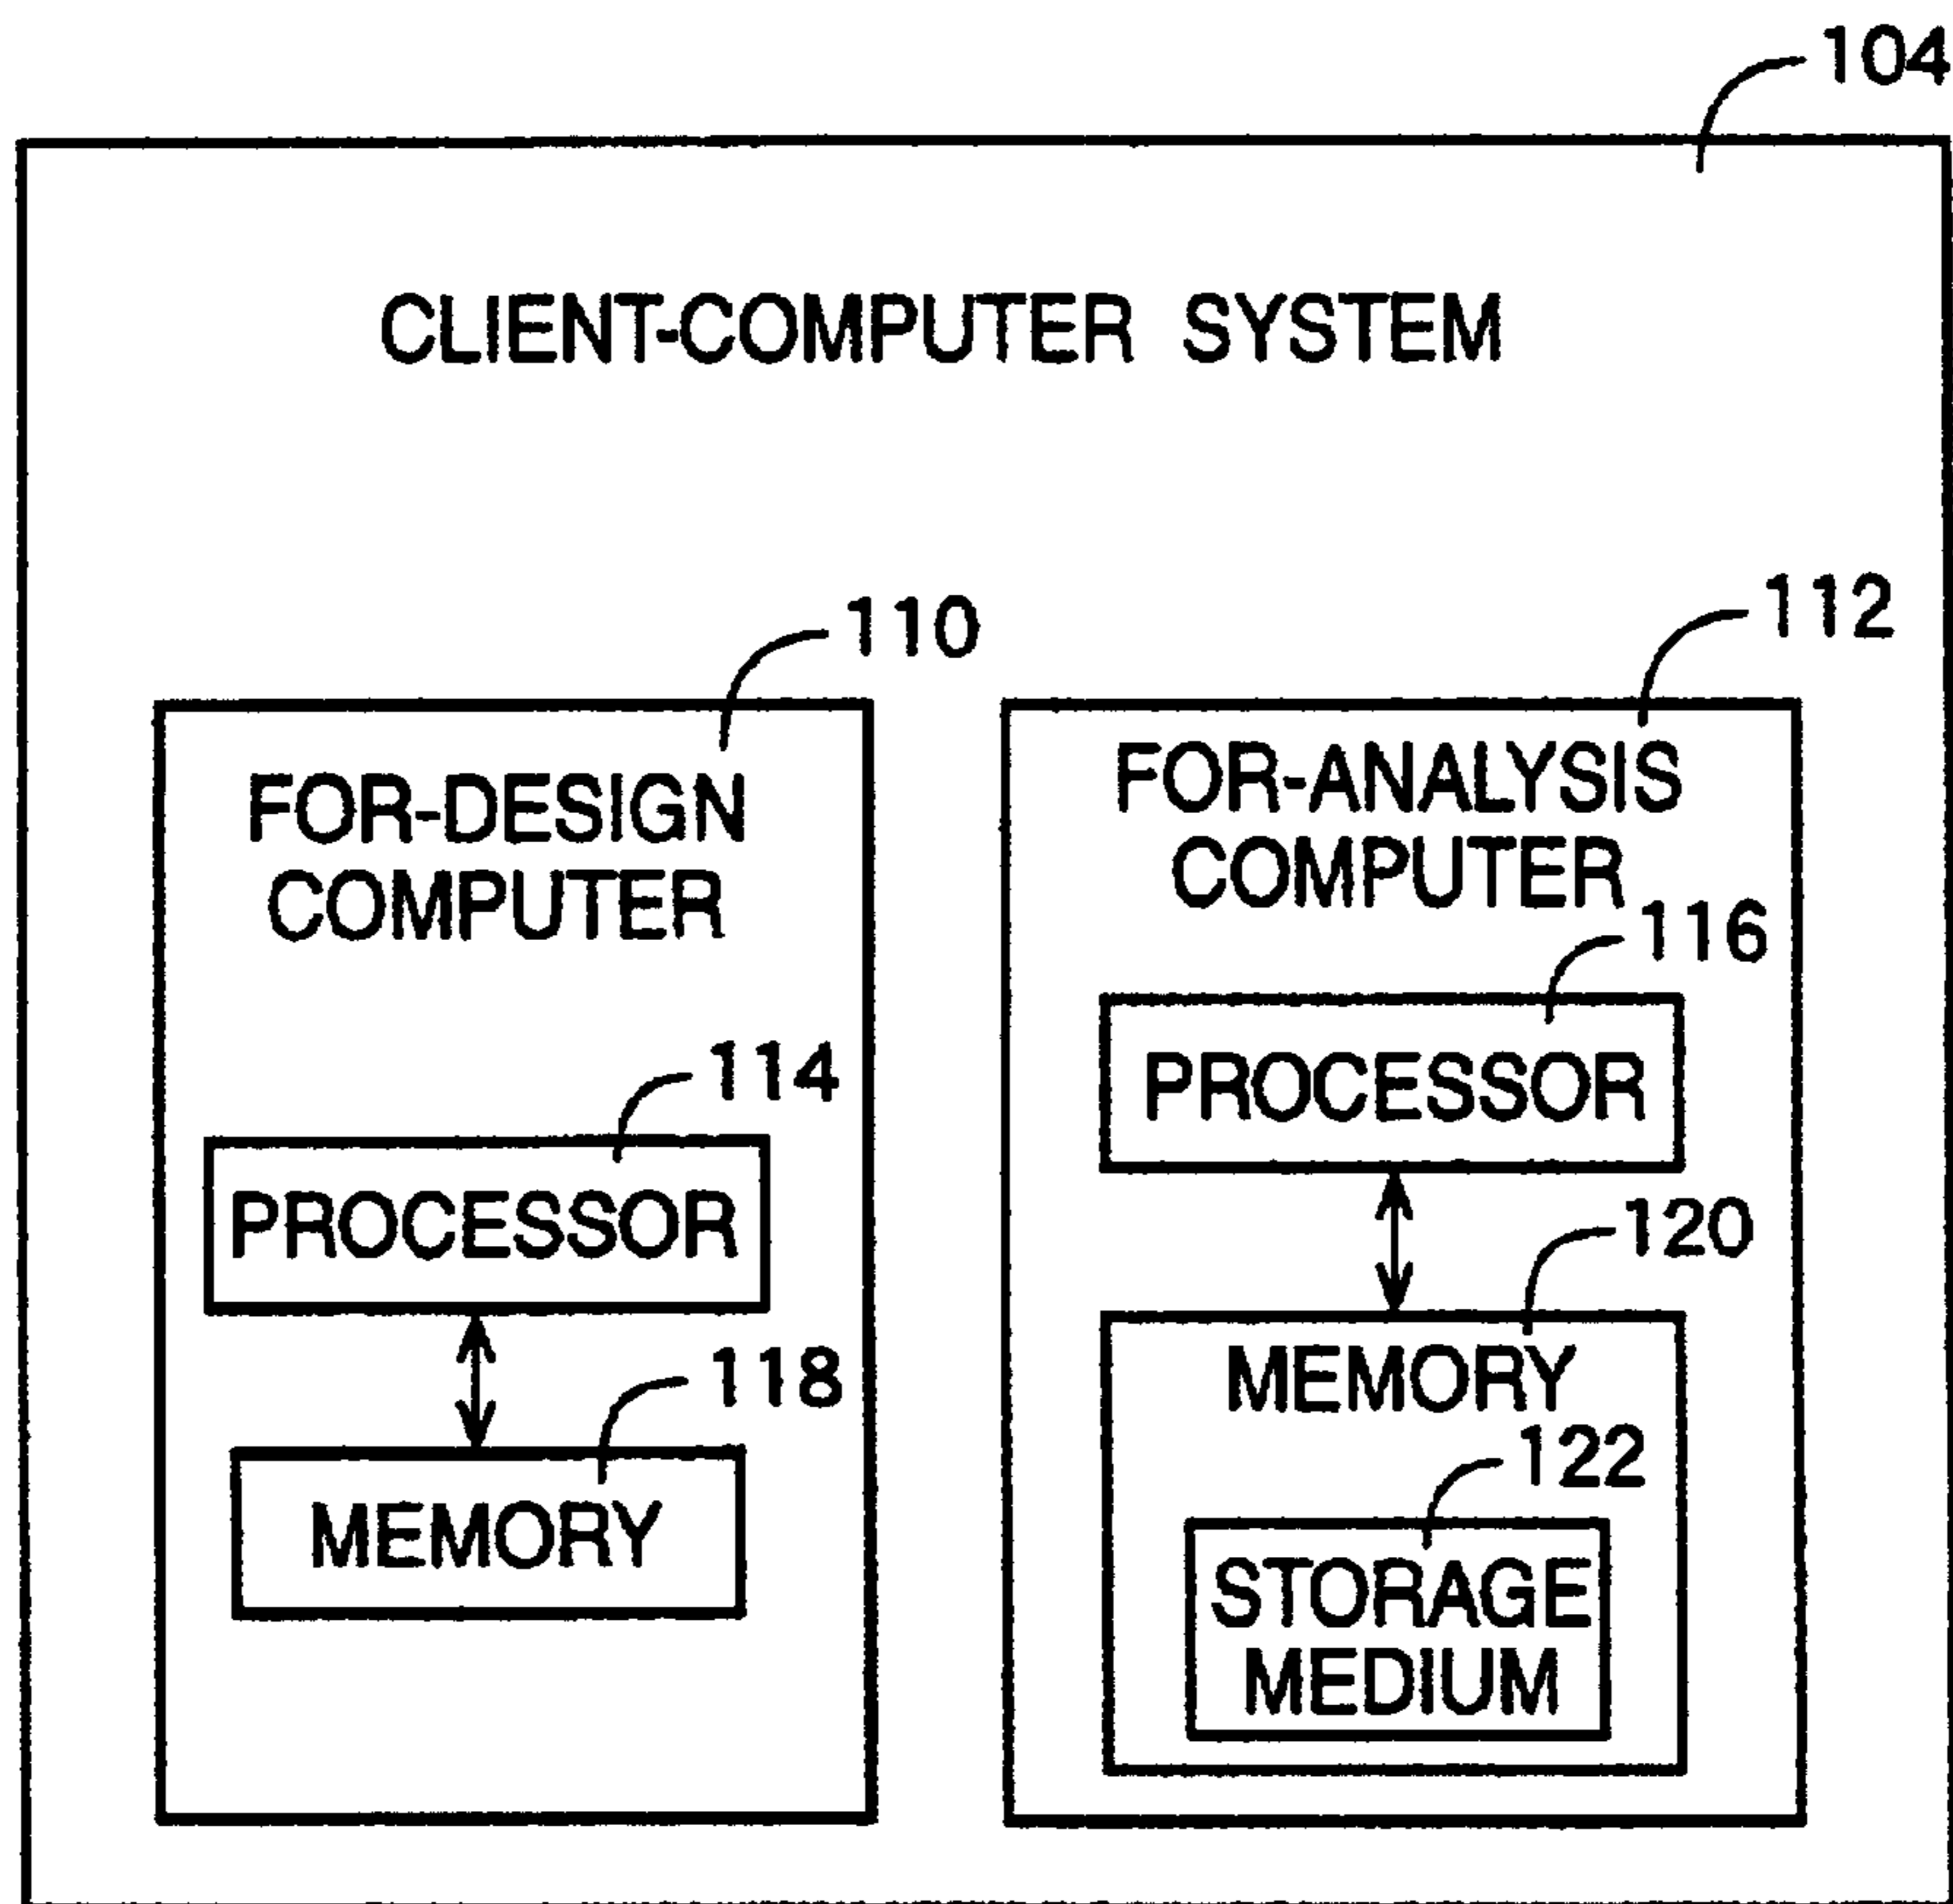 104
CLIENT-COMPUTER SYSTEM
110
FOR-DESIGN
COMPUTER
114
PROCESSOR
118
MEMORY
112
FOR-ANALYSIS
COMPUTER
116
PROCESSOR
120
MEMORY
122
STORAGE
MEDIUM